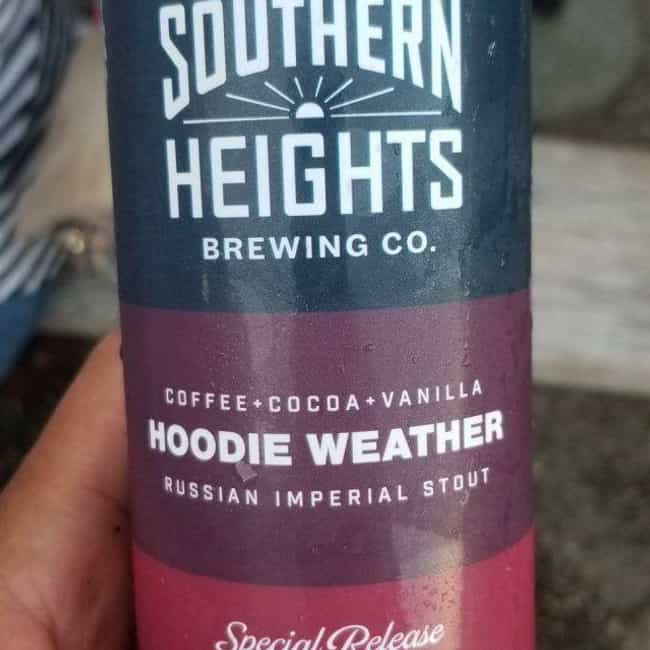 SOUTHERN
HEIGHTS
BREWING CO.
COFFEE+COCOA+VANILLA
HOODIE WEATHER
RUSSIAN IMPERIAL STOUT
Special Release